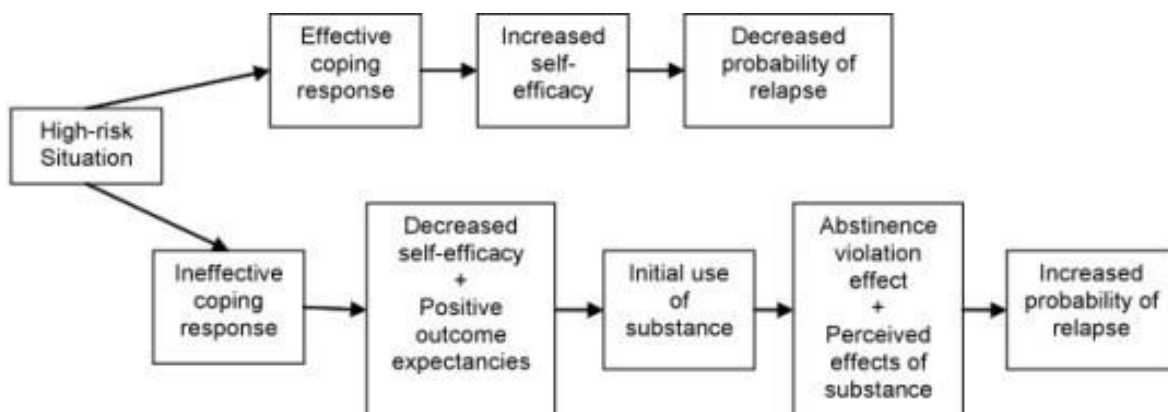 Effective
coping
response
Increased
self-
efficacy
Decreased
probability of
relapse
High-risk
Situation
Ineffective
coping
response
Decreased
self-efficacy
+
Positive
outcome
expectancies
Initial use
of
substance
Abstinence
violation
effect
+
Perceived
effects of
substance
Increased
probability of
relapse